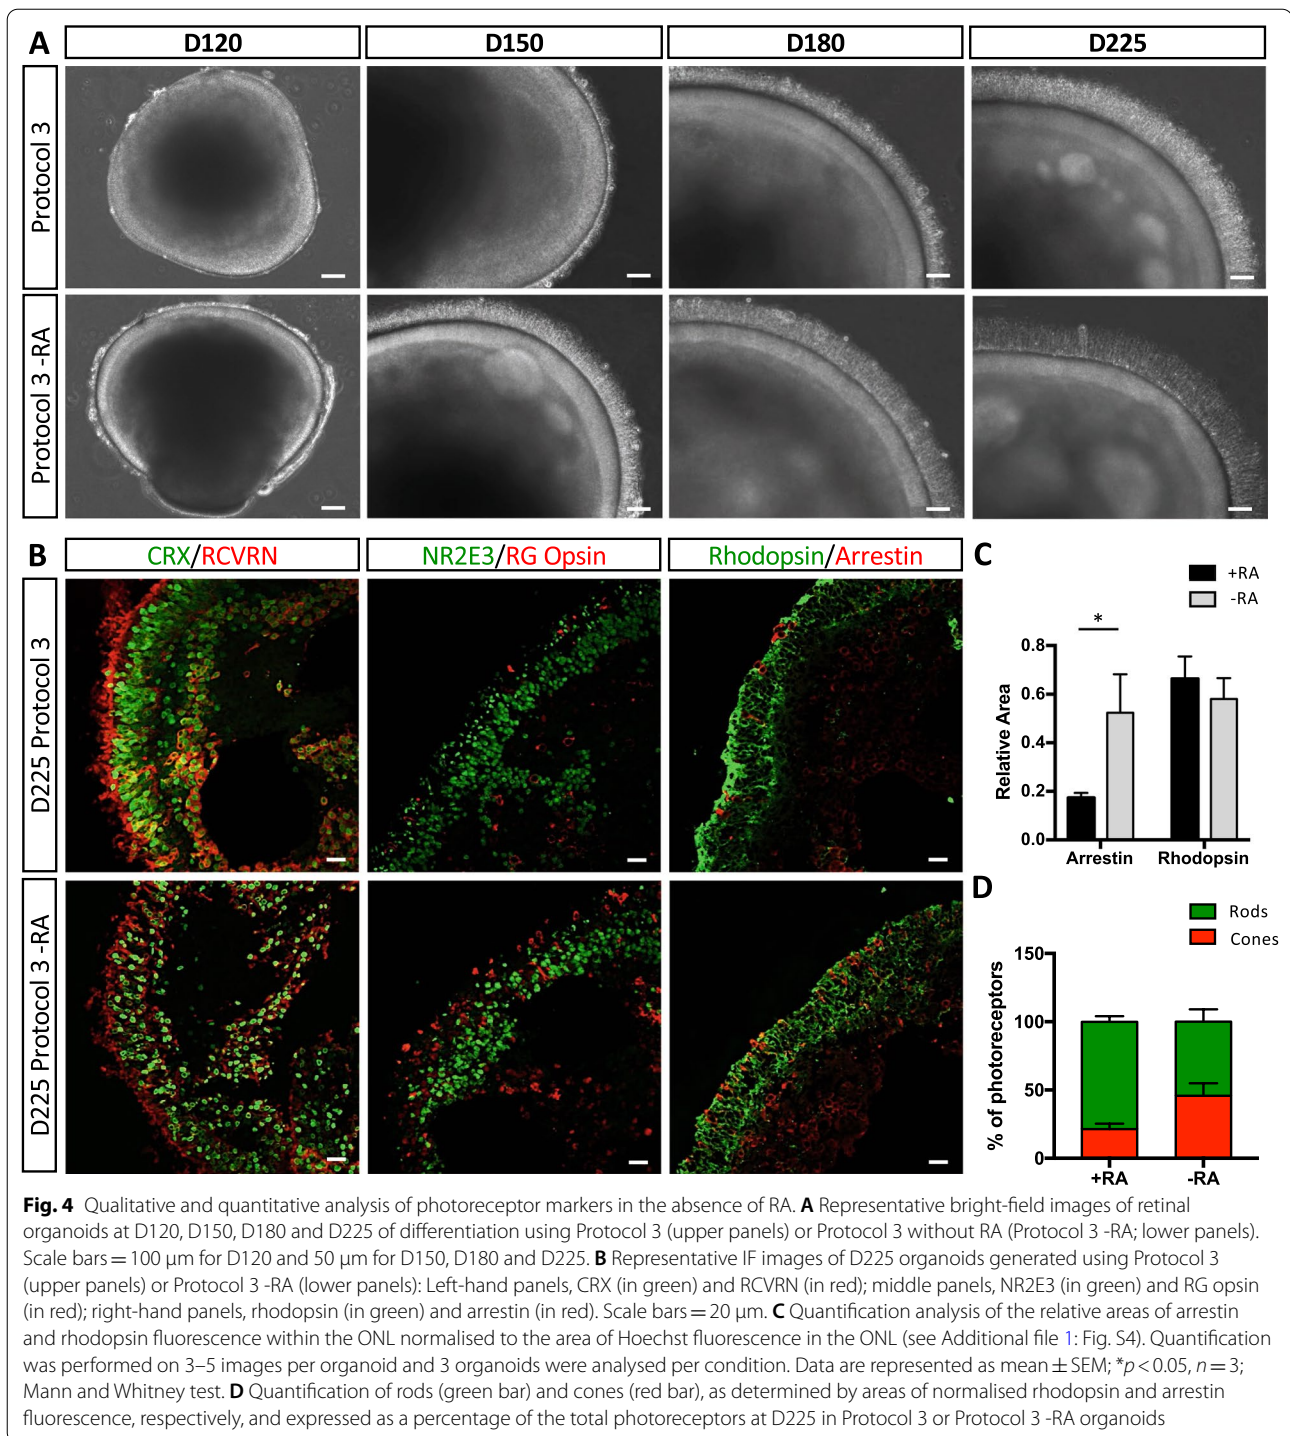 A
D120
D150
D180
D225
Protocol 3
Protocol 3 -RA
B
CRX/RCVRN
NR2E3/RG Opsin
Rhodopsin/Arrestin
D225 Protocol 3
D225 Protocol 3 -RA
C
+RA
-RA
*
Relative Area
0.8
0.6
0.4
0.2
0.0
Arrestin
Rhodopsin
D
Rods
Cones
% of photoreceptors
150
100
50
0
+RA
-RA
Fig. 4 Qualitative and quantitative analysis of photoreceptor markers in the absence of RA. A Representative bright-field images of retinal
organoids at D120, D150, D180 and D225 of differentiation using Protocol 3 (upper panels) or Protocol 3 without RA (Protocol 3 -RA; lower panels).
Scale bars = 100 µm for D120 and 50 µm for D150, D180 and D225. B Representative IF images of D225 organoids generated using Protocol 3
(upper panels) or Protocol 3 -RA (lower panels): Left-hand panels, CRX (in green) and RCVRN (in red); middle panels, NR2E3 (in green) and RG opsin
(in red); right-hand panels, rhodopsin (in green) and arrestin (in red). Scale bars = 20 µm. C Quantification analysis of the relative areas of arrestin
and rhodopsin fluorescence within the ONL normalised to the area of Hoechst fluorescence in the ONL (see Additional file 1: Fig. S4). Quantification
was performed on 3–5 images per organoid and 3 organoids were analysed per condition. Data are represented as mean ± SEM; *p < 0.05, n = 3;
Mann and Whitney test. D Quantification of rods (green bar) and cones (red bar), as determined by areas of normalised rhodopsin and arrestin
fluorescence, respectively, and expressed as a percentage of the total photoreceptors at D225 in Protocol 3 or Protocol 3 -RA organoids